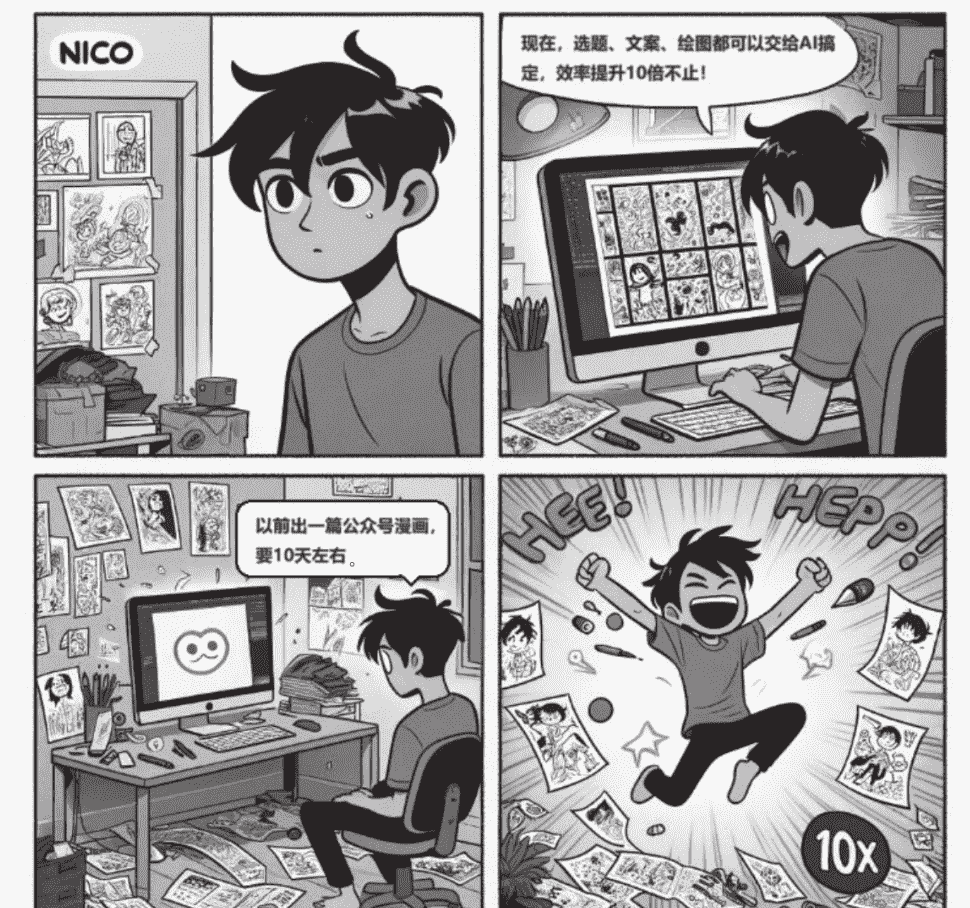 NICO
现在，选题、文案、绘图都可以交给AI搞
定，效率提升10倍不止！
以前出一篇公众号漫画，
要10天左右。
HEE!
HEPP!
10x